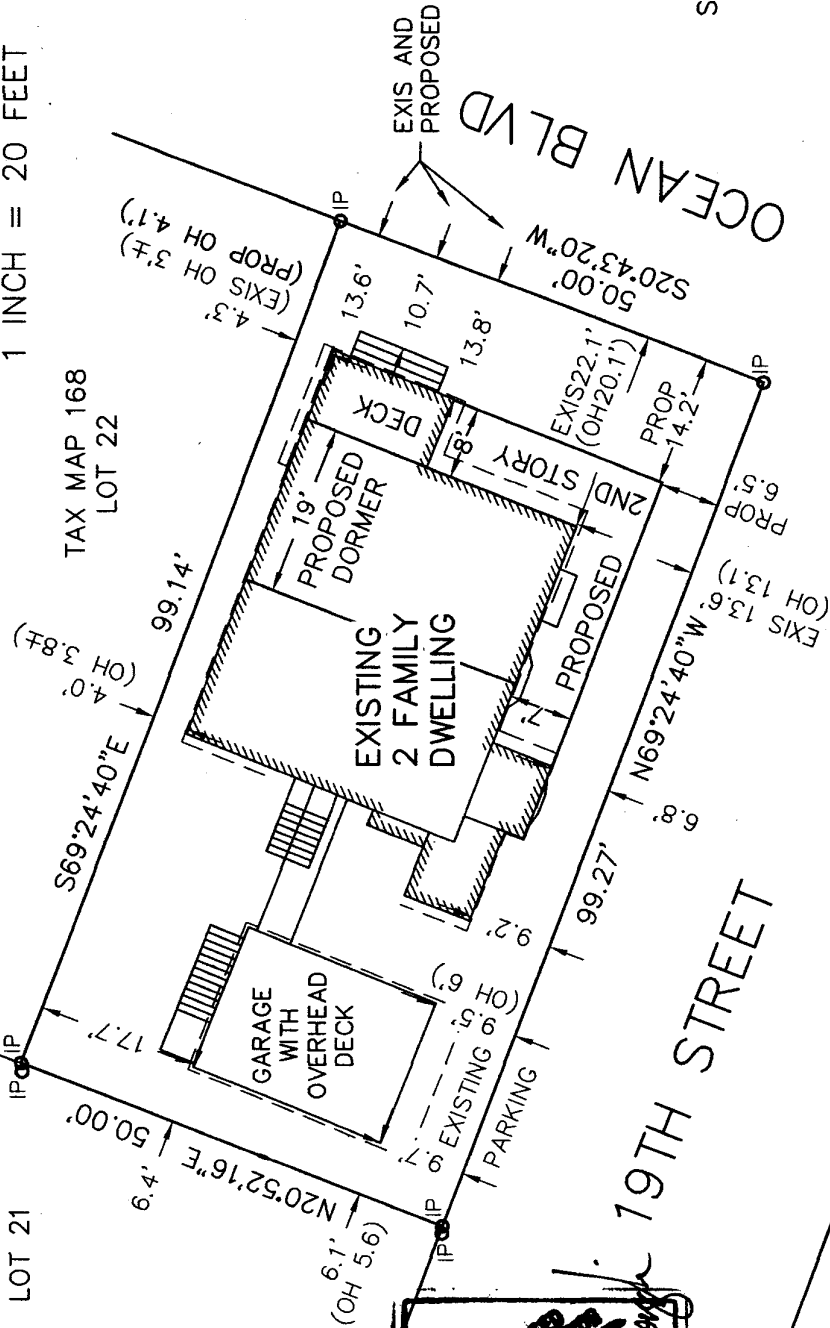 1 INCH = 20 FEET
S
EXIS AND
PROPOSED
OCEAN BLVD
(PROP OH 4.1')
(EXIS OH 3'±)
4.3'
IP
TAX MAP 168
LOT 22
13.6'
10.7'
13.8'
50.00'
S20°43'20"W
DECK
8'
EXIS22.1'
(OH20.1')
PROP
14.2'
IP
99.14'
19'
PROPOSED
DORMER
2ND
STORY
PROPOSED
PROP
6.5'
EXIS 13.6'
(OH 13.1)
4.0'
(OH 3.8±)
EXISTING
2 FAMILY
DWELLING
7'
N69°24'40"W
6.8'
S69°24'40"E
99.27'
9.2'
GARAGE
WITH
OVERHEAD
DECK
9.5'
(OH 6')
17.7'
IP
IP
EXISTING
PARKING
9.7'
50.00'
N20°52'16"E
6.4'
6.1'
(OH 5.6)
IP
IP
LOT 21
19TH STREET